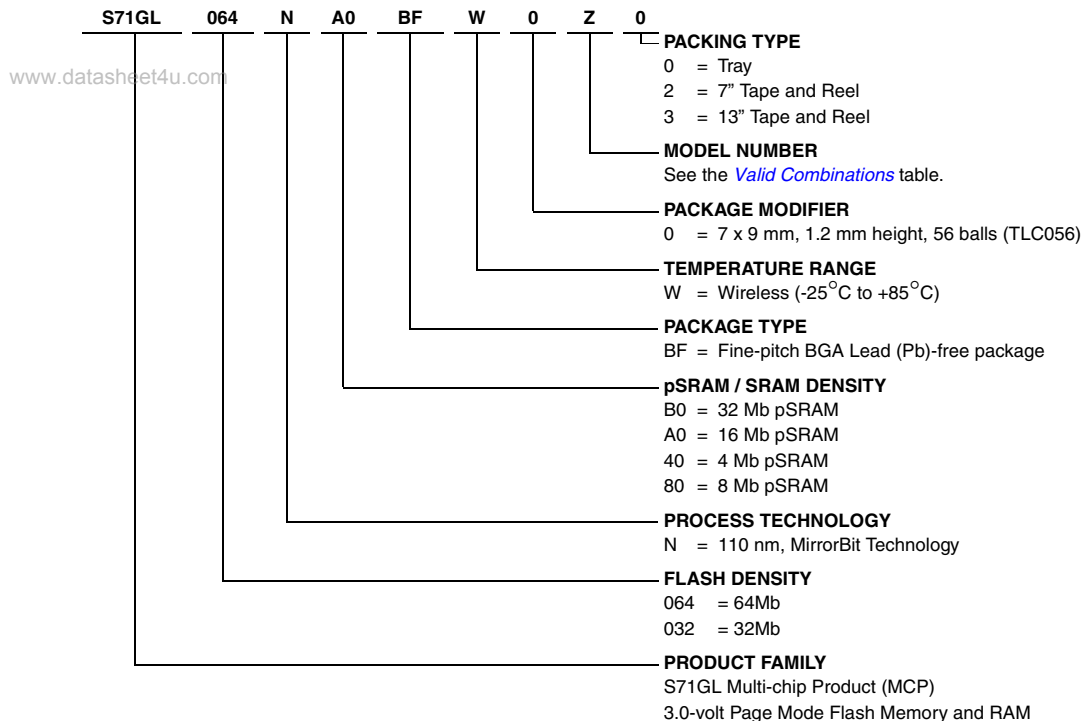 S71GL 064 N A0 BF W 0 Z 0
PACKING TYPE
0 = Tray
www.datasheet4u.com
2 = 7” Tape and Reel
3 = 13” Tape and Reel
MODEL NUMBER
See the Valid Combinations table.
PACKAGE MODIFIER
0 = 7 x 9 mm, 1.2 mm height, 56 balls (TLC056)
TEMPERATURE RANGE
W = Wireless (-25°C to +85°C)
PACKAGE TYPE
BF = Fine-pitch BGA Lead (Pb)-free package
pSRAM / SRAM DENSITY
B0 = 32 Mb pSRAM
A0 = 16 Mb pSRAM
40 = 4 Mb pSRAM
80 = 8 Mb pSRAM
PROCESS TECHNOLOGY
N = 110 nm, MirrorBit Technology
FLASH DENSITY
064 = 64Mb
032 = 32Mb
PRODUCT FAMILY
S71GL Multi-chip Product (MCP)
3.0-volt Page Mode Flash Memory and RAM